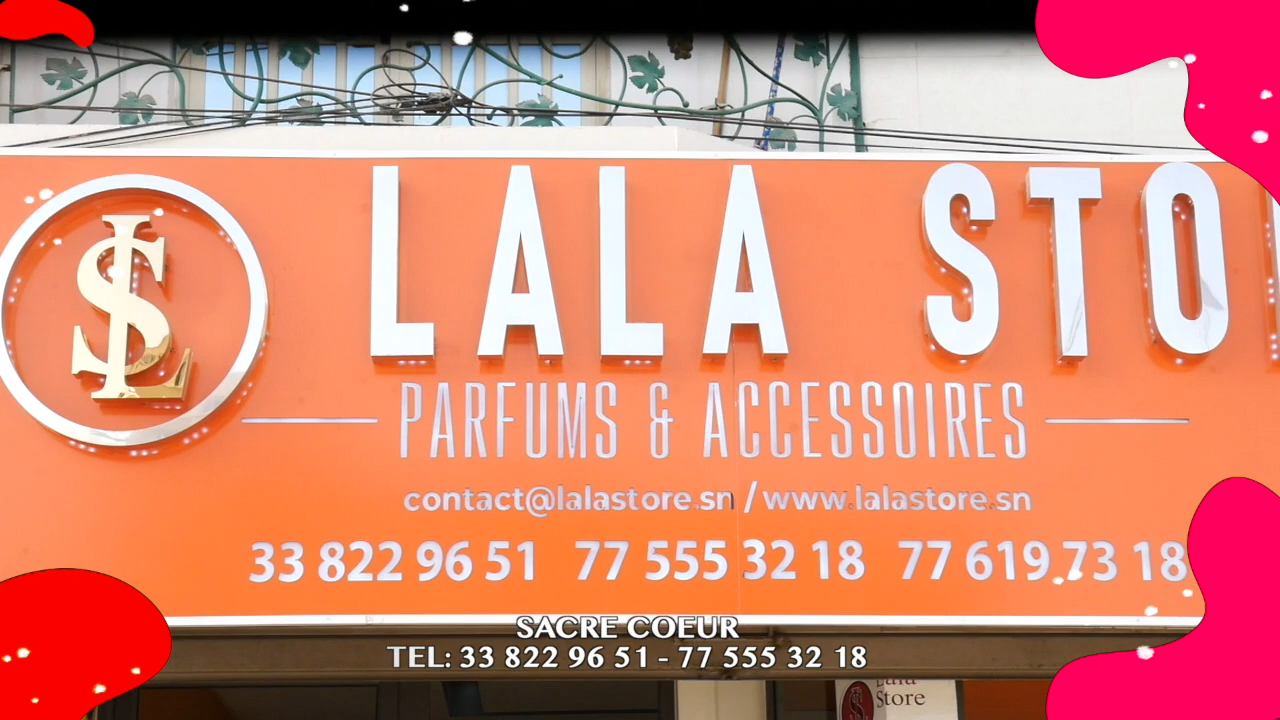 LALA STO
PARFUMS & ACCESSOIRES
contact@lalastore.sn / www.lalastore.sn
33 822 96 51 77 555 32 18 77 619 73 18
SACRE COEUR
TEL: 33 822 96 51 - 77 555 32 18
Lala
Store